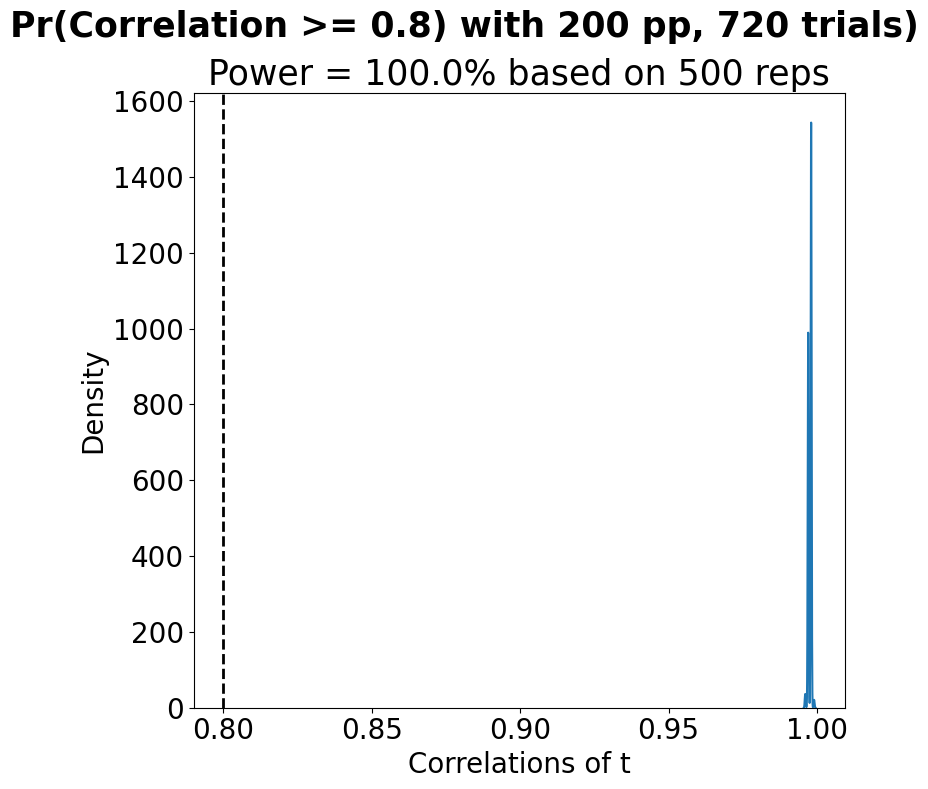 Pr(Correlation >= 0.8) with 200 pp, 720 trials)
Power = 100.0% based on 500 reps
1600
1400
1200
1000
800
600
400
200
0
Density
0.80 0.85 0.90 0.95 1.00
Correlations of t